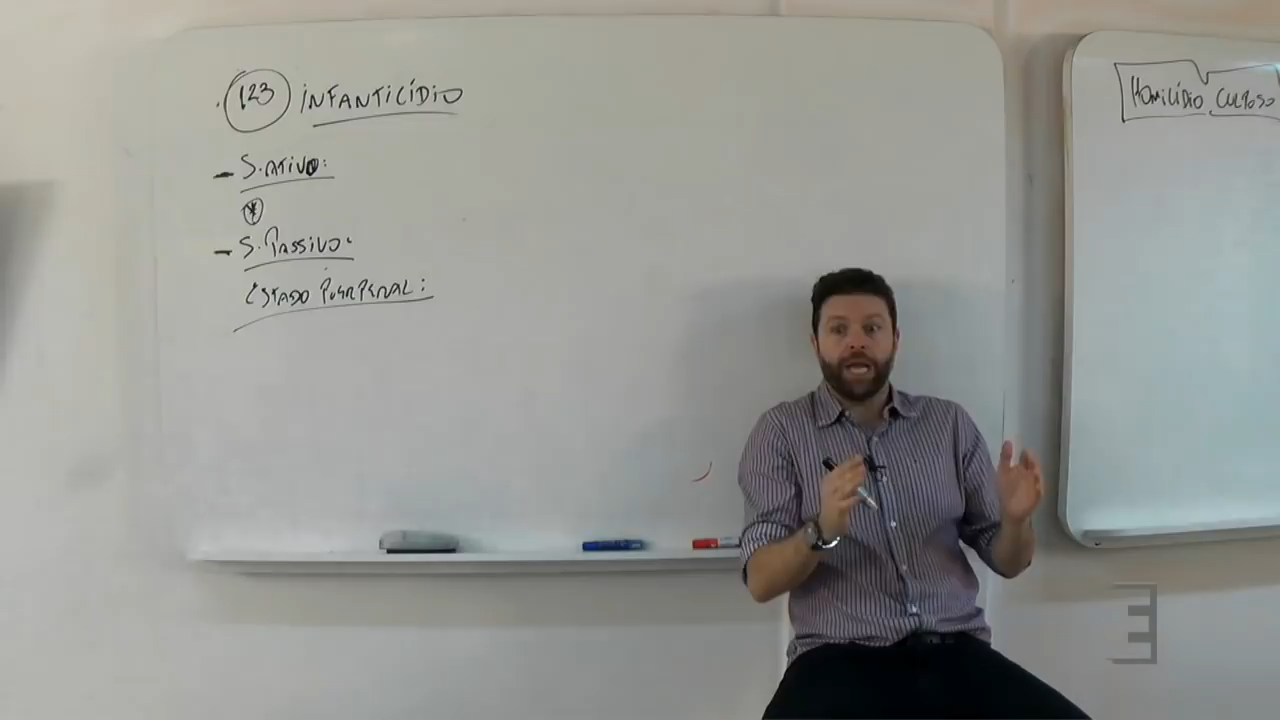 123 INFANTICÍDIO
- S. ATIVO:
*
- S. PASSIVO:
ESTADO PUERPERAL:
HOMICÍDIO CULPOSO